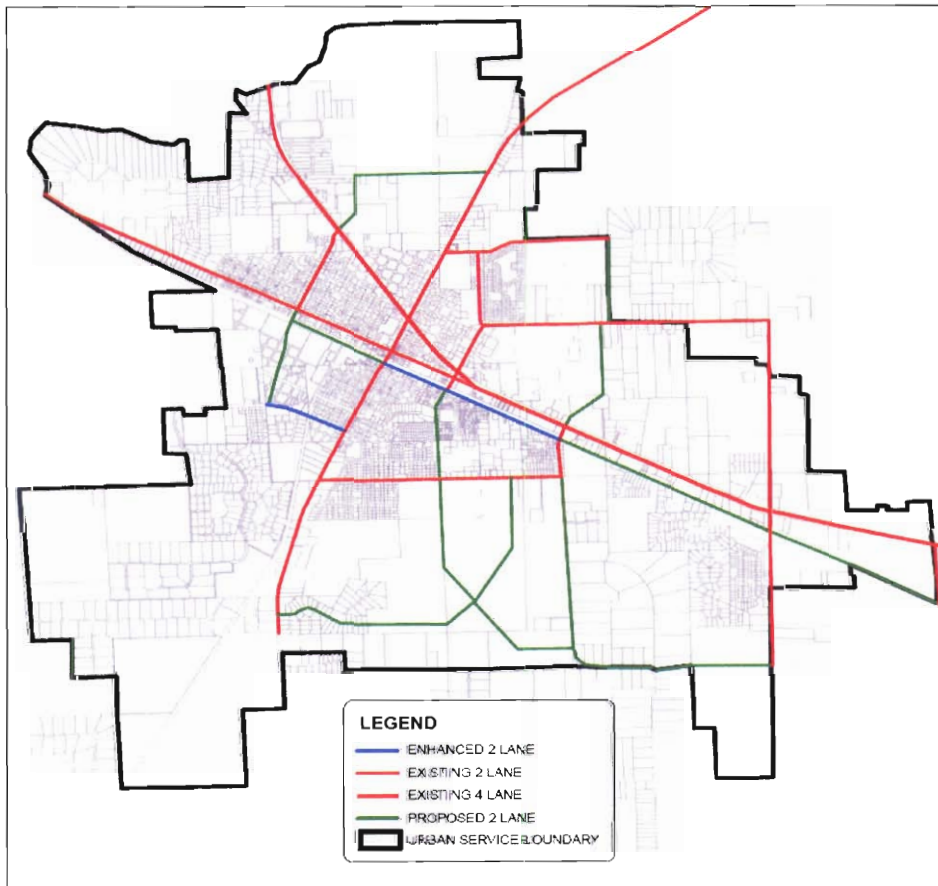 LEGEND
ENHANCED 2 LANE
EXISTING 2 LANE
EXISTING 4 LANE
PROPOSED 2 LANE
URBAN SERVICE BOUNDARY